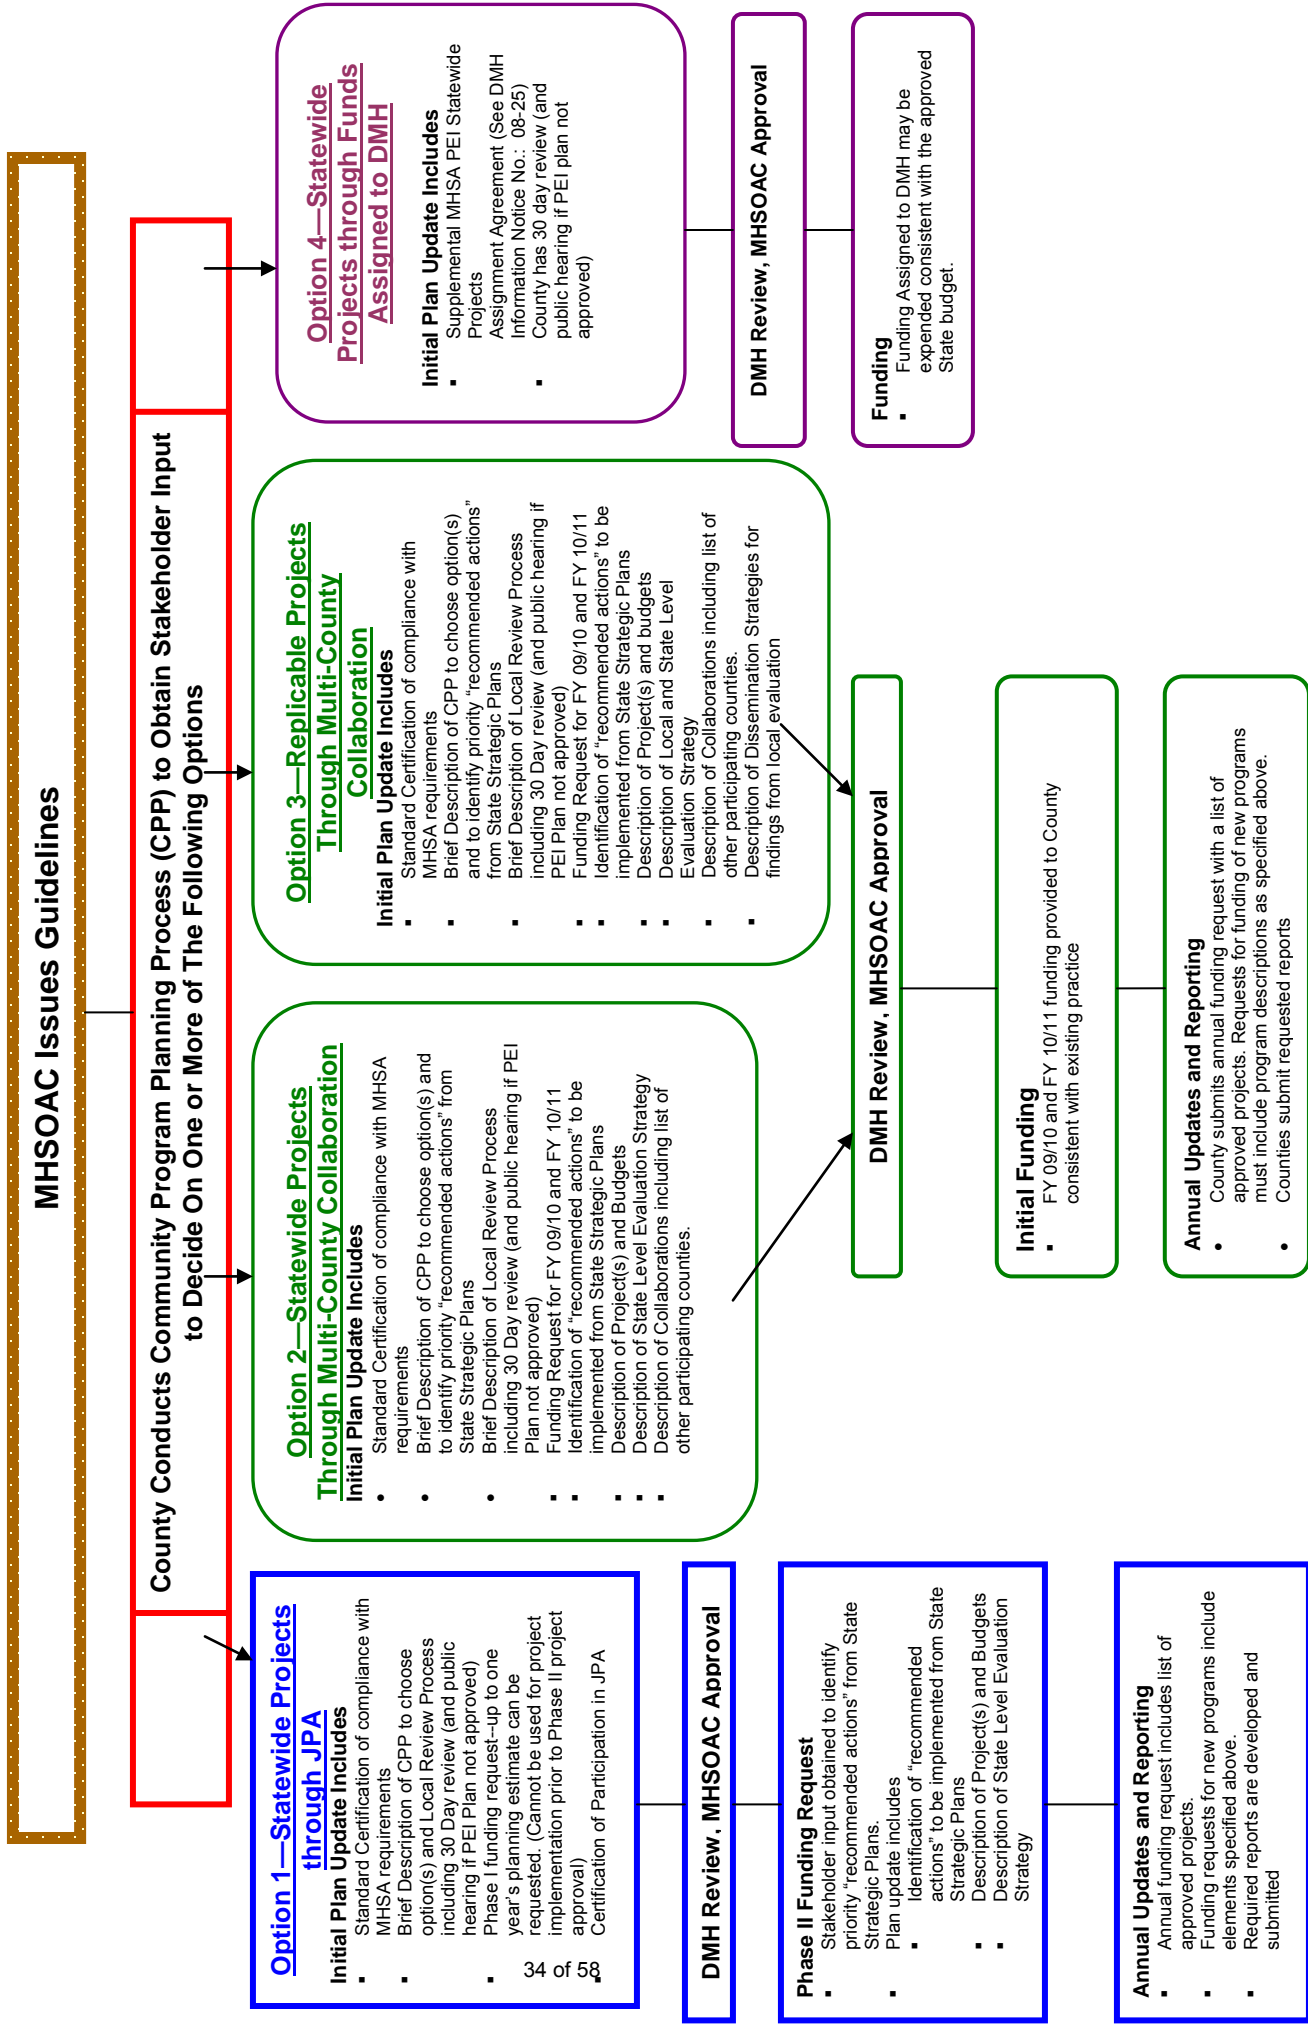 MHSOAC Issues Guidelines
County Conducts Community Program Planning Process (CPP) to Obtain Stakeholder Input
to Decide On One or More of The Following Options
Option 1—Statewide Projects
through JPA
Initial Plan Update Includes
▪ Standard Certification of compliance with
MHSA requirements
▪ Brief Description of CPP to choose
option(s) and Local Review Process
including 30 Day review (and public
hearing if PEI Plan not approved)
▪ Phase I funding request--up to one
year’s planning estimate can be
requested. (Cannot be used for project
implementation prior to Phase II project
approval)
▪ Certification of Participation in JPA
DMH Review, MHSOAC Approval
Phase II Funding Request
▪ Stakeholder input obtained to identify
priority “recommended actions” from State
Strategic Plans.
▪ Plan update includes
▪ Identification of “recommended
actions” to be implemented from State
Strategic Plans
▪ Description of Project(s) and Budgets
▪ Description of State Level Evaluation
Strategy
Annual Updates and Reporting
▪ Annual funding request includes list of
approved projects.
▪ Funding requests for new programs include
elements specified above.
▪ Required reports are developed and
submitted
Option 2—Statewide Projects
Through Multi-County Collaboration
Initial Plan Update Includes
• Standard Certification of compliance with MHSA
requirements
• Brief Description of CPP to choose option(s) and
to identify priority “recommended actions” from
State Strategic Plans
• Brief Description of Local Review Process
including 30 Day review (and public hearing if PEI
Plan not approved)
▪ Funding Request for FY 09/10 and FY 10/11
▪ Identification of “recommended actions” to be
implemented from State Strategic Plans
▪ Description of Project(s) and Budgets
▪ Description of State Level Evaluation Strategy
▪ Description of Collaborations including list of
other participating counties.
Option 3—Replicable Projects
Through Multi-County
Collaboration
Initial Plan Update Includes
▪ Standard Certification of compliance with
MHSA requirements
▪ Brief Description of CPP to choose option(s)
and to identify priority “recommended actions”
from State Strategic Plans
▪ Brief Description of Local Review Process
including 30 Day review (and public hearing if
PEI Plan not approved)
▪ Funding Request for FY 09/10 and FY 10/11
▪ Identification of “recommended actions” to be
implemented from State Strategic Plans
▪ Description of Project(s) and budgets
▪ Description of Local and State Level
Evaluation Strategy
▪ Description of Collaborations including list of
other participating counties.
▪ Description of Dissemination Strategies for
findings from local evaluation
DMH Review, MHSOAC Approval
Initial Funding
▪ FY 09/10 and FY 10/11 funding provided to County
consistent with existing practice
Annual Updates and Reporting
• County submits annual funding request with a list of
approved projects. Requests for funding of new programs
must include program descriptions as specified above.
• Counties submit requested reports
Option 4—Statewide
Projects through Funds
Assigned to DMH
Initial Plan Update Includes
▪ Supplemental MHSA PEI Statewide
Projects
Assignment Agreement (See DMH
Information Notice No.: 08-25)
▪ County has 30 day review (and
public hearing if PEI plan not
approved)
DMH Review, MHSOAC Approval
Funding
▪ Funding Assigned to DMH may be
expended consistent with the approved
State budget.
34 of 58